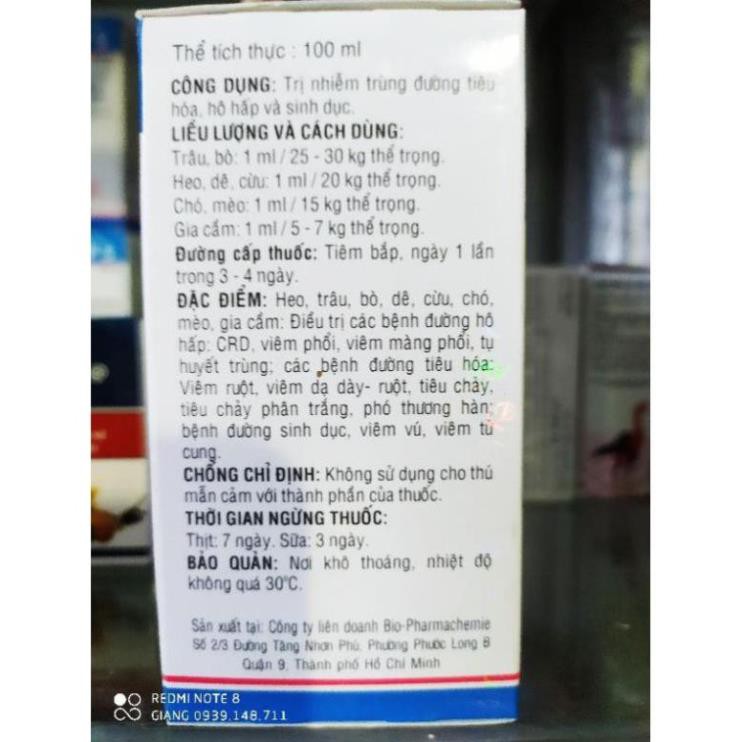 Thể tích thực : 100 ml
CÔNG DỤNG: Trị nhiễm trùng đường tiêu
hóa, hô hấp và sinh dục.
LIỀU LƯỢNG VÀ CÁCH DÙNG:
Trâu, bò: 1 ml / 25 - 30 kg thể trọng.
Heo, dê, cừu: 1 ml / 20 kg thể trọng.
Chó, mèo: 1 ml / 15 kg thể trọng.
Gia cầm: 1 ml / 5 - 7 kg thể trọng.
Đường cấp thuốc: Tiêm bắp, ngày 1 lần
trong 3 - 4 ngày.
ĐẶC ĐIỂM: Heo, trâu, bò, dê, cừu, chó,
mèo, gia cầm: Điều trị các bệnh đường hô
hấp: CRD, viêm phổi, viêm màng phổi, tụ
huyết trùng; các bệnh đường tiêu hóa:
Viêm ruột, viêm dạ dày- ruột, tiêu chảy,
tiêu chảy phân trắng, phó thương hàn;
bệnh đường sinh dục, viêm vú, viêm tử
cung.
CHỐNG CHỈ ĐỊNH: Không sử dụng cho thú
mẫn cảm với thành phần của thuốc.
THỜI GIAN NGỪNG THUỐC:
Thịt: 7 ngày. Sữa: 3 ngày.
BẢO QUẢN: Nơi khô thoáng, nhiệt độ
không quá 30°C.
Sản xuất tại: Công ty liên doanh Bio-Pharmachemie
Số 2/3 Đường Tăng Nhơn Phú, Phường Phước Long B
Quận 9, Thành phố Hồ Chí Minh
REDMI NOTE 8
GIANG 0939.148.711